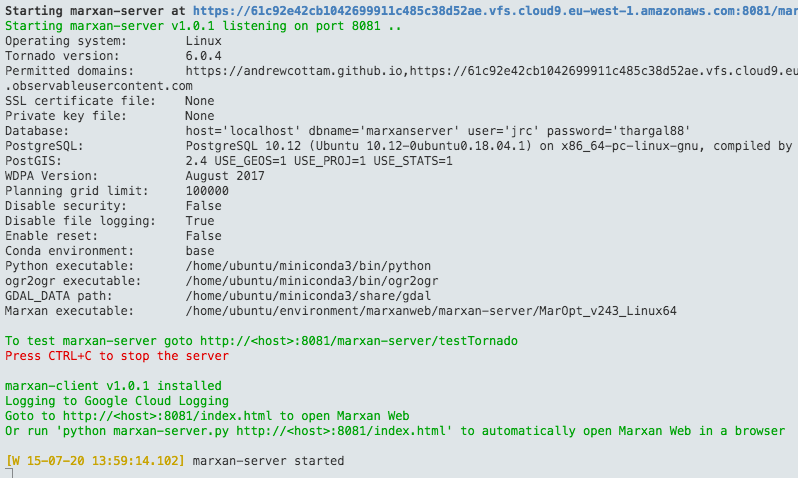 Starting marxan-server at https://61c92e42cb1042699911c485c38d52ae.vfs.cloud9.eu-west-1.amazonaws.com:8081/mar
Starting marxan-server v1.0.1 listening on port 8081 ..
Operating system: Linux
Tornado version: 6.0.4
Permitted domains: https://andrewcottam.github.io,https://61c92e42cb1042699911c485c38d52ae.vfs.cloud9.eu
.observableusercontent.com
SSL certificate file: None
Private key file: None
Database: host='localhost' dbname='marxanserver' user='jrc' password='thargal88'
PostgreSQL: PostgreSQL 10.12 (Ubuntu 10.12-0ubuntu0.18.04.1) on x86_64-pc-linux-gnu, compiled by
PostGIS: 2.4 USE_GEOS=1 USE_PROJ=1 USE_STATS=1
WDPA Version: August 2017
Planning grid limit: 100000
Disable security: False
Disable file logging: True
Enable reset: False
Conda environment: base
Python executable: /home/ubuntu/miniconda3/bin/python
ogr2ogr executable: /home/ubuntu/miniconda3/bin/ogr2ogr
GDAL_DATA path: /home/ubuntu/miniconda3/share/gdal
Marxan executable: /home/ubuntu/environment/marxanweb/marxan-server/MarOpt_v243_Linux64
To test marxan-server goto http://<host>:8081/marxan-server/testTornado
Press CTRL+C to stop the server
marxan-client v1.0.1 installed
Logging to Google Cloud Logging
Goto to http://<host>:8081/index.html to open Marxan Web
Or run 'python marxan-server.py http://<host>:8081/index.html' to automatically open Marxan Web in a browser
[W 15-07-20 13:59:14.102] marxan-server started